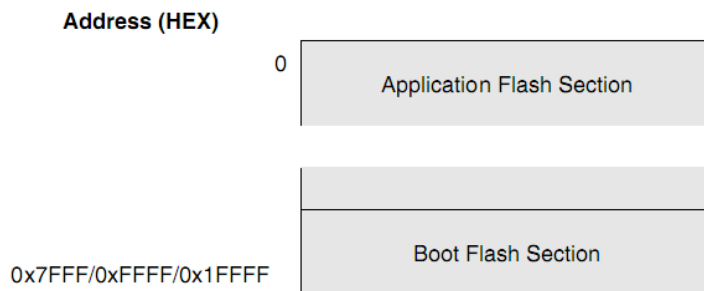 Address (HEX)
0
Application Flash Section
Boot Flash Section
0x7FFF/0xFFFF/0x1FFFF